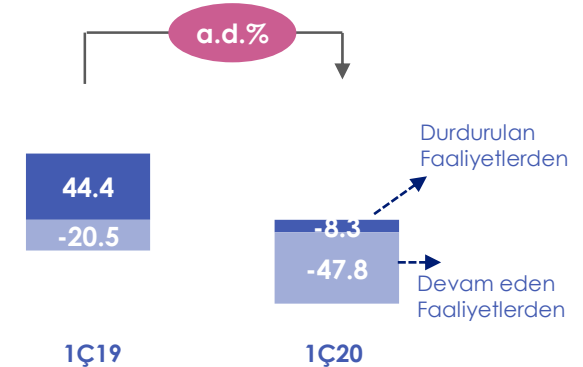 a.d.%
Durdurulan
Faaliyetlerden
44.4
-20.5
-8.3
-47.8
Devam eden
Faaliyetlerden
1Ç19
1Ç20